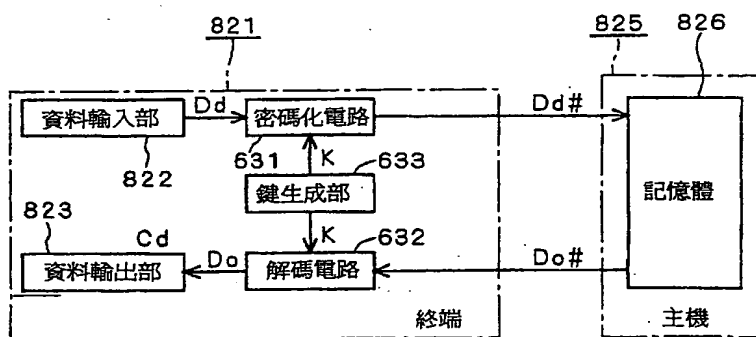 821
825
826
資料輸入部
Dd
密碼化電路
Dd#
822
631
K
633
鍵生成部
記憶體
823
Cd
K
632
資料輸出部
Do
解碼電路
Do#
終端
主機